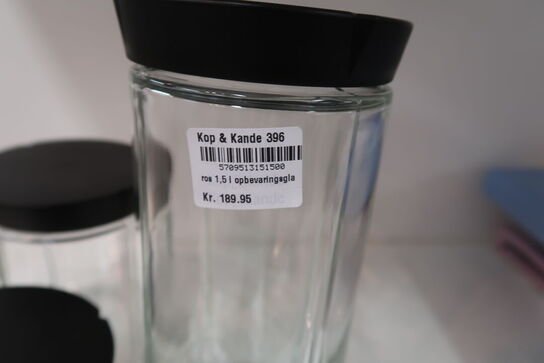 Kop & Kande 396
5709513151500
ros 1,5 l opbevaringsgla
Kr. 189.95